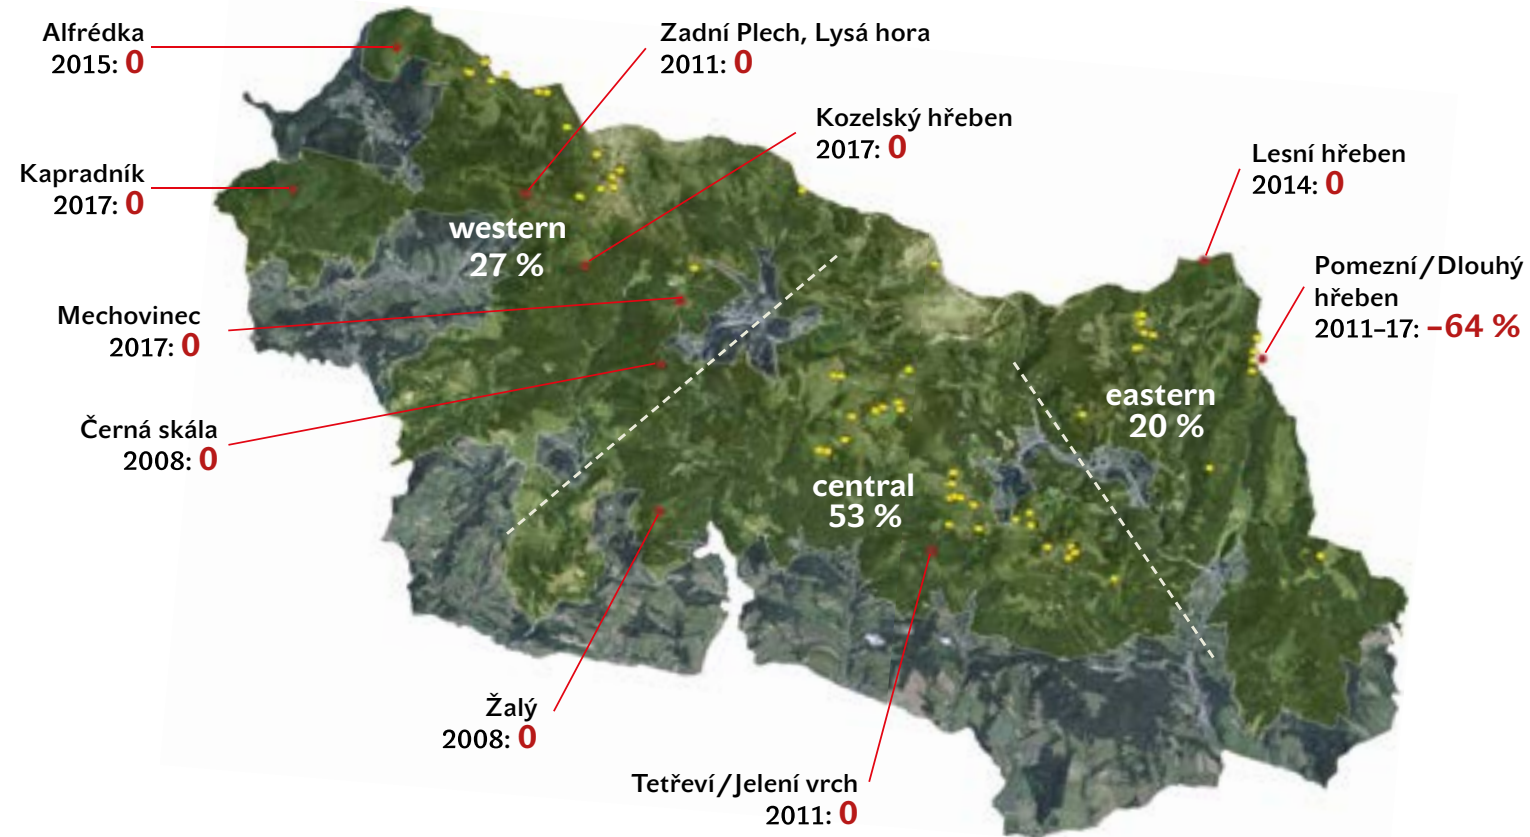 Alfrédka
2015: 0
Zadní Plech, Lysá hora
2011: 0
Kozelský hřeben
2017: 0
Lesní hřeben
2014: 0
Kapradník
2017: 0
western
27 %
Pomezní/Dlouhý
hřeben
2011–17: –64 %
Mechovinec
2017: 0
eastern
20 %
Černá skála
2008: 0
central
53 %
Žalý
2008: 0
Tetřeví/Jelení vrch
2011: 0